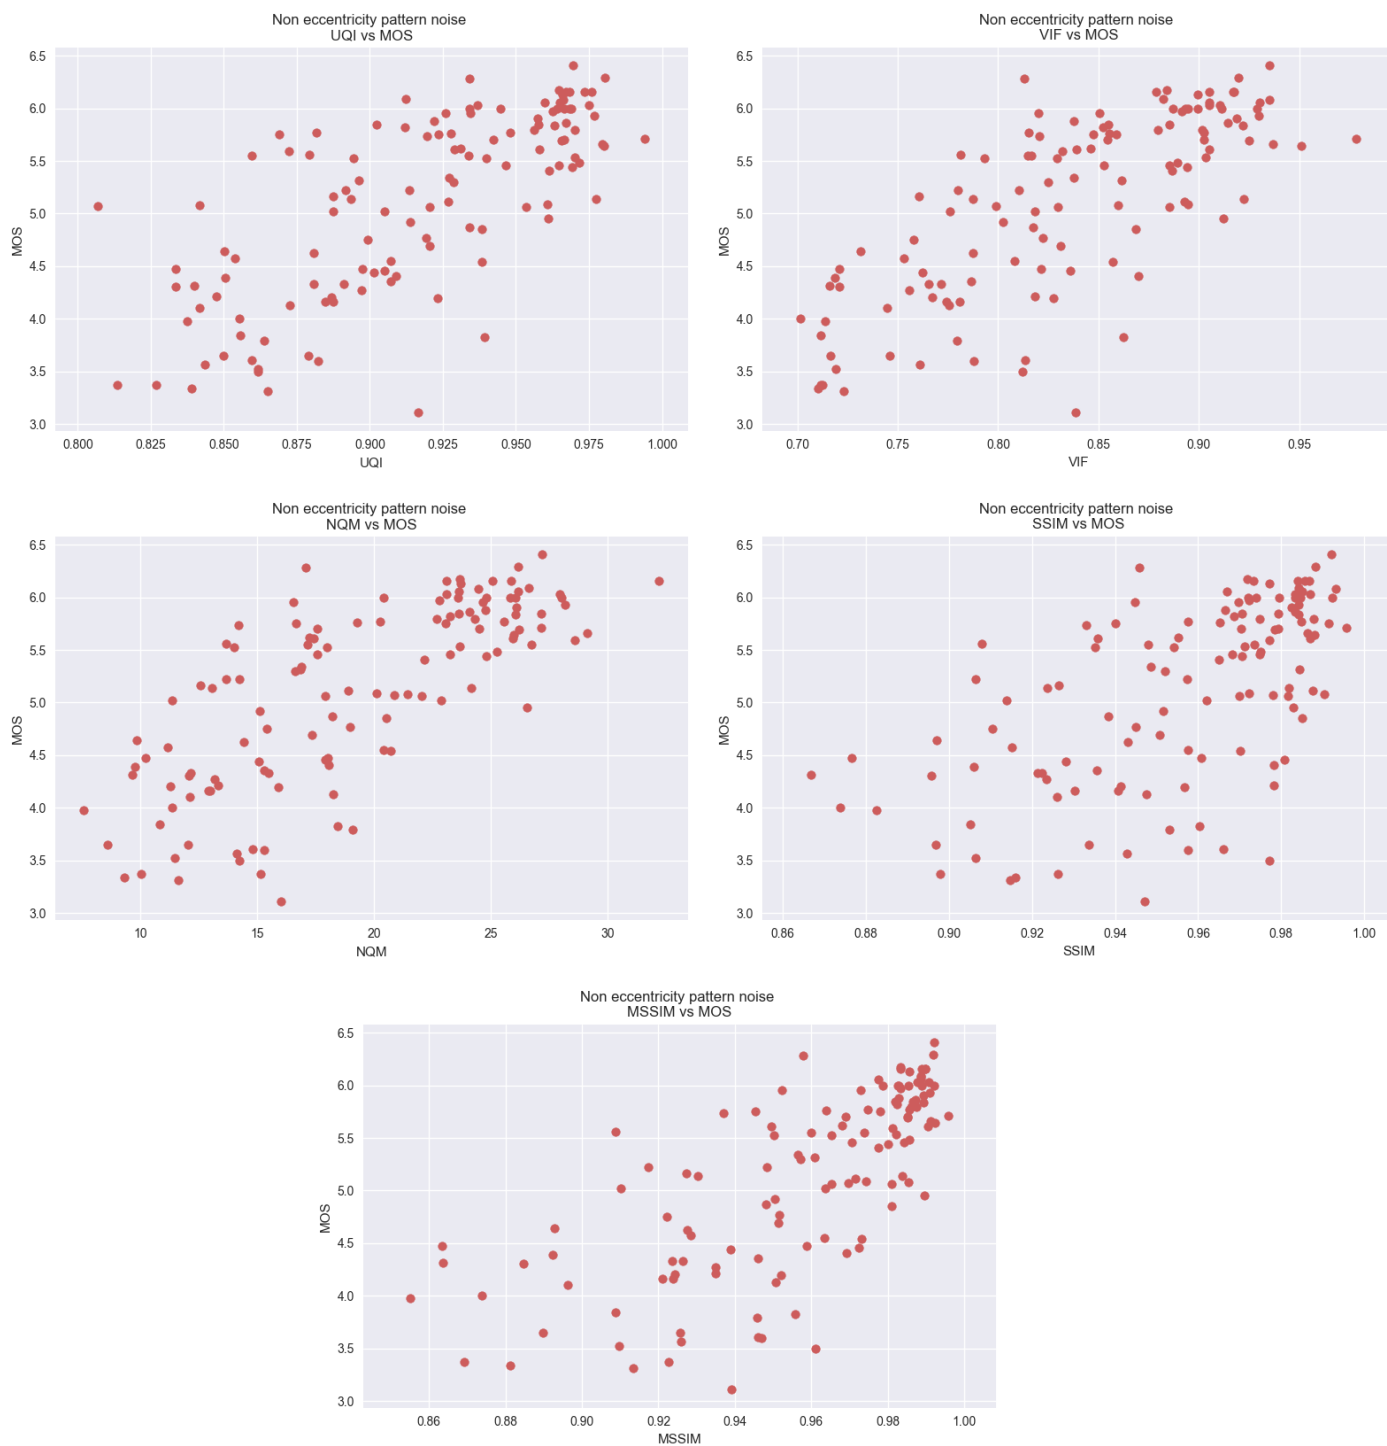 Non eccentricity pattern noise
UQI vs MOS
6.5
6.0
5.5
5.0
4.5
4.0
3.5
3.0
MOS
0.800 0.825 0.850 0.875 0.900 0.925 0.950 0.975 1.000
UQI
Non eccentricity pattern noise
VIF vs MOS
6.5
6.0
5.5
5.0
4.5
4.0
3.5
3.0
MOS
0.70 0.75 0.80 0.85 0.90 0.95
VIF
Non eccentricity pattern noise
NQM vs MOS
6.5
6.0
5.5
5.0
4.5
4.0
3.5
3.0
MOS
10 15 20 25 30
NQM
Non eccentricity pattern noise
SSIM vs MOS
6.5
6.0
5.5
5.0
4.5
4.0
3.5
3.0
MOS
0.86 0.88 0.90 0.92 0.94 0.96 0.98 1.00
SSIM
Non eccentricity pattern noise
MSSIM vs MOS
6.5
6.0
5.5
5.0
4.5
4.0
3.5
3.0
MOS
0.86 0.88 0.90 0.92 0.94 0.96 0.98 1.00
MSSIM